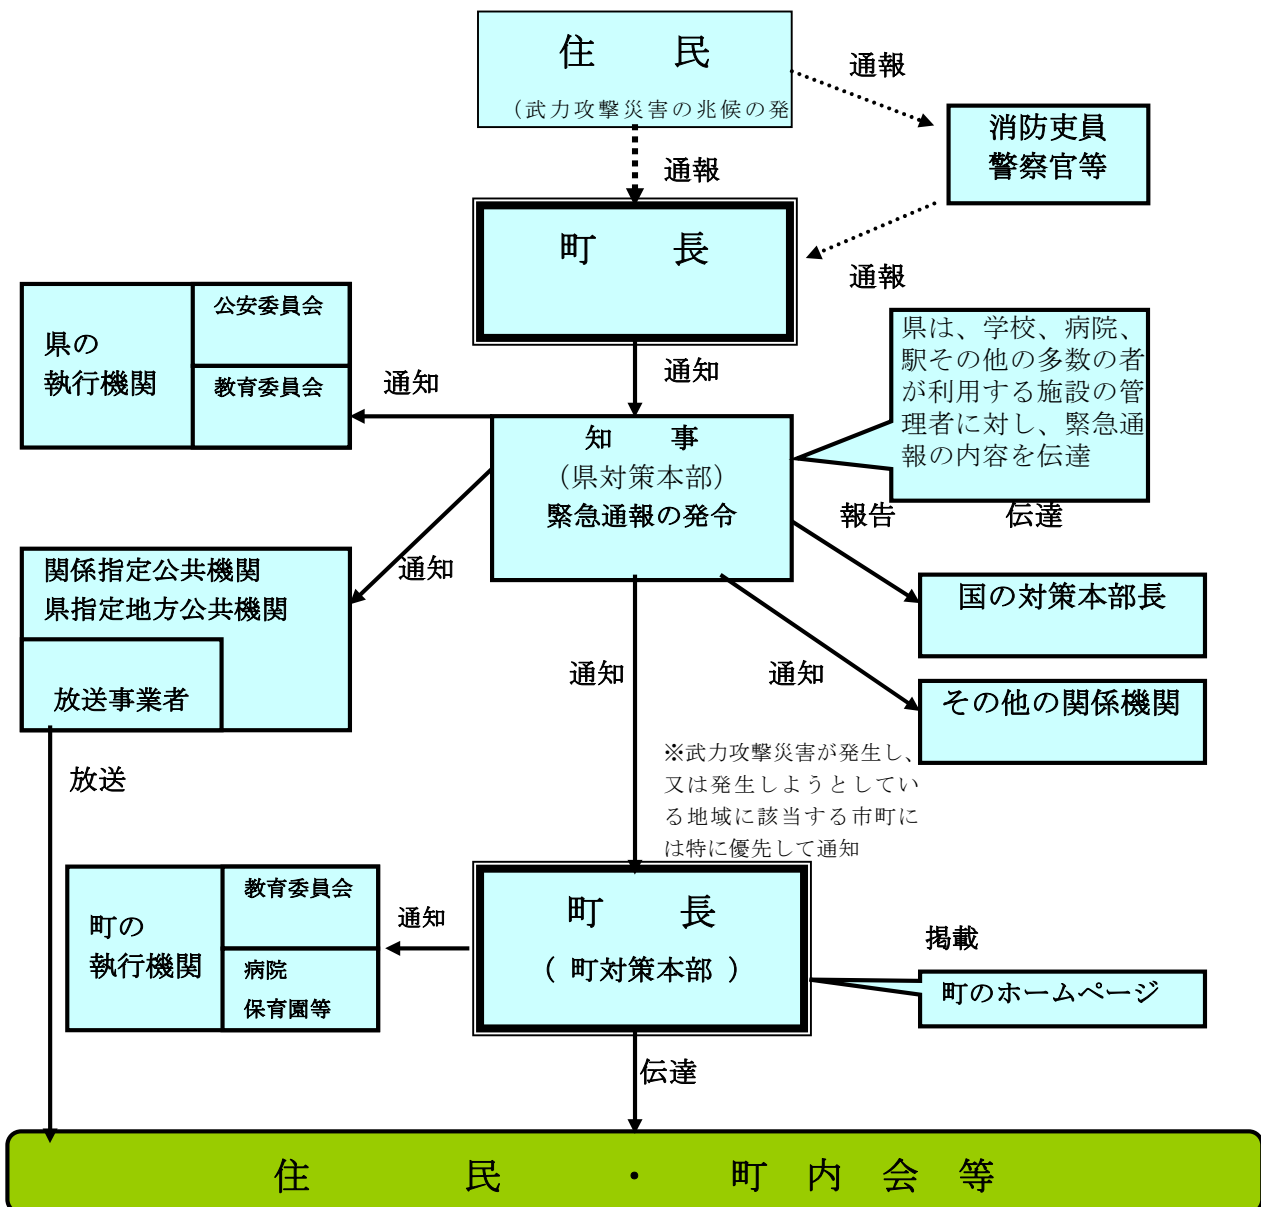 住　　民
（武力攻撃災害の兆候の発
通報
消防吏員
警察官等
通報
町　　長
通報
公安委員会
県の
執行機関
教育委員会
通知
通知
県は、学校、病院、
駅その他の多数の者
が利用する施設の管
理者に対し、緊急通
報の内容を伝達
知　　事
（県対策本部）
緊急通報の発令
報告
伝達
通知
関係指定公共機関
県指定地方公共機関
放送事業者
国の対策本部長
通知
通知
その他の関係機関
放送
※武力攻撃災害が発生し、
又は発生しようとしてい
る地域に該当する市町に
は特に優先して通知
教育委員会
町の
執行機関
病院
保育園等
通知
町　　長
（ 町対策本部 ）
掲載
町のホームページ
伝達
住　　民　　・　　町 内 会 等